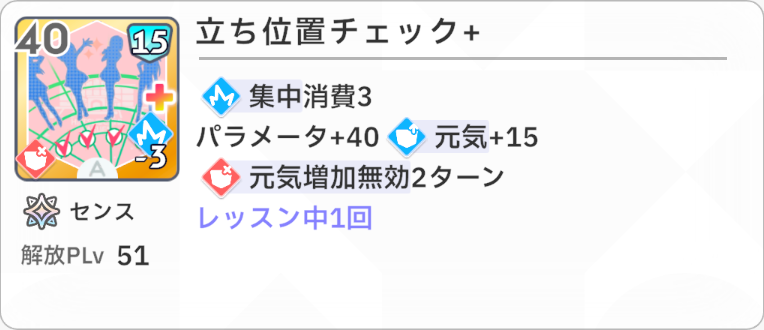 40
15
-3
A
立ち位置チェック+
集中消費3
パラメータ+40 元気+15
元気増加無効2ターン
レッスン中1回
センス
解放PLv 51